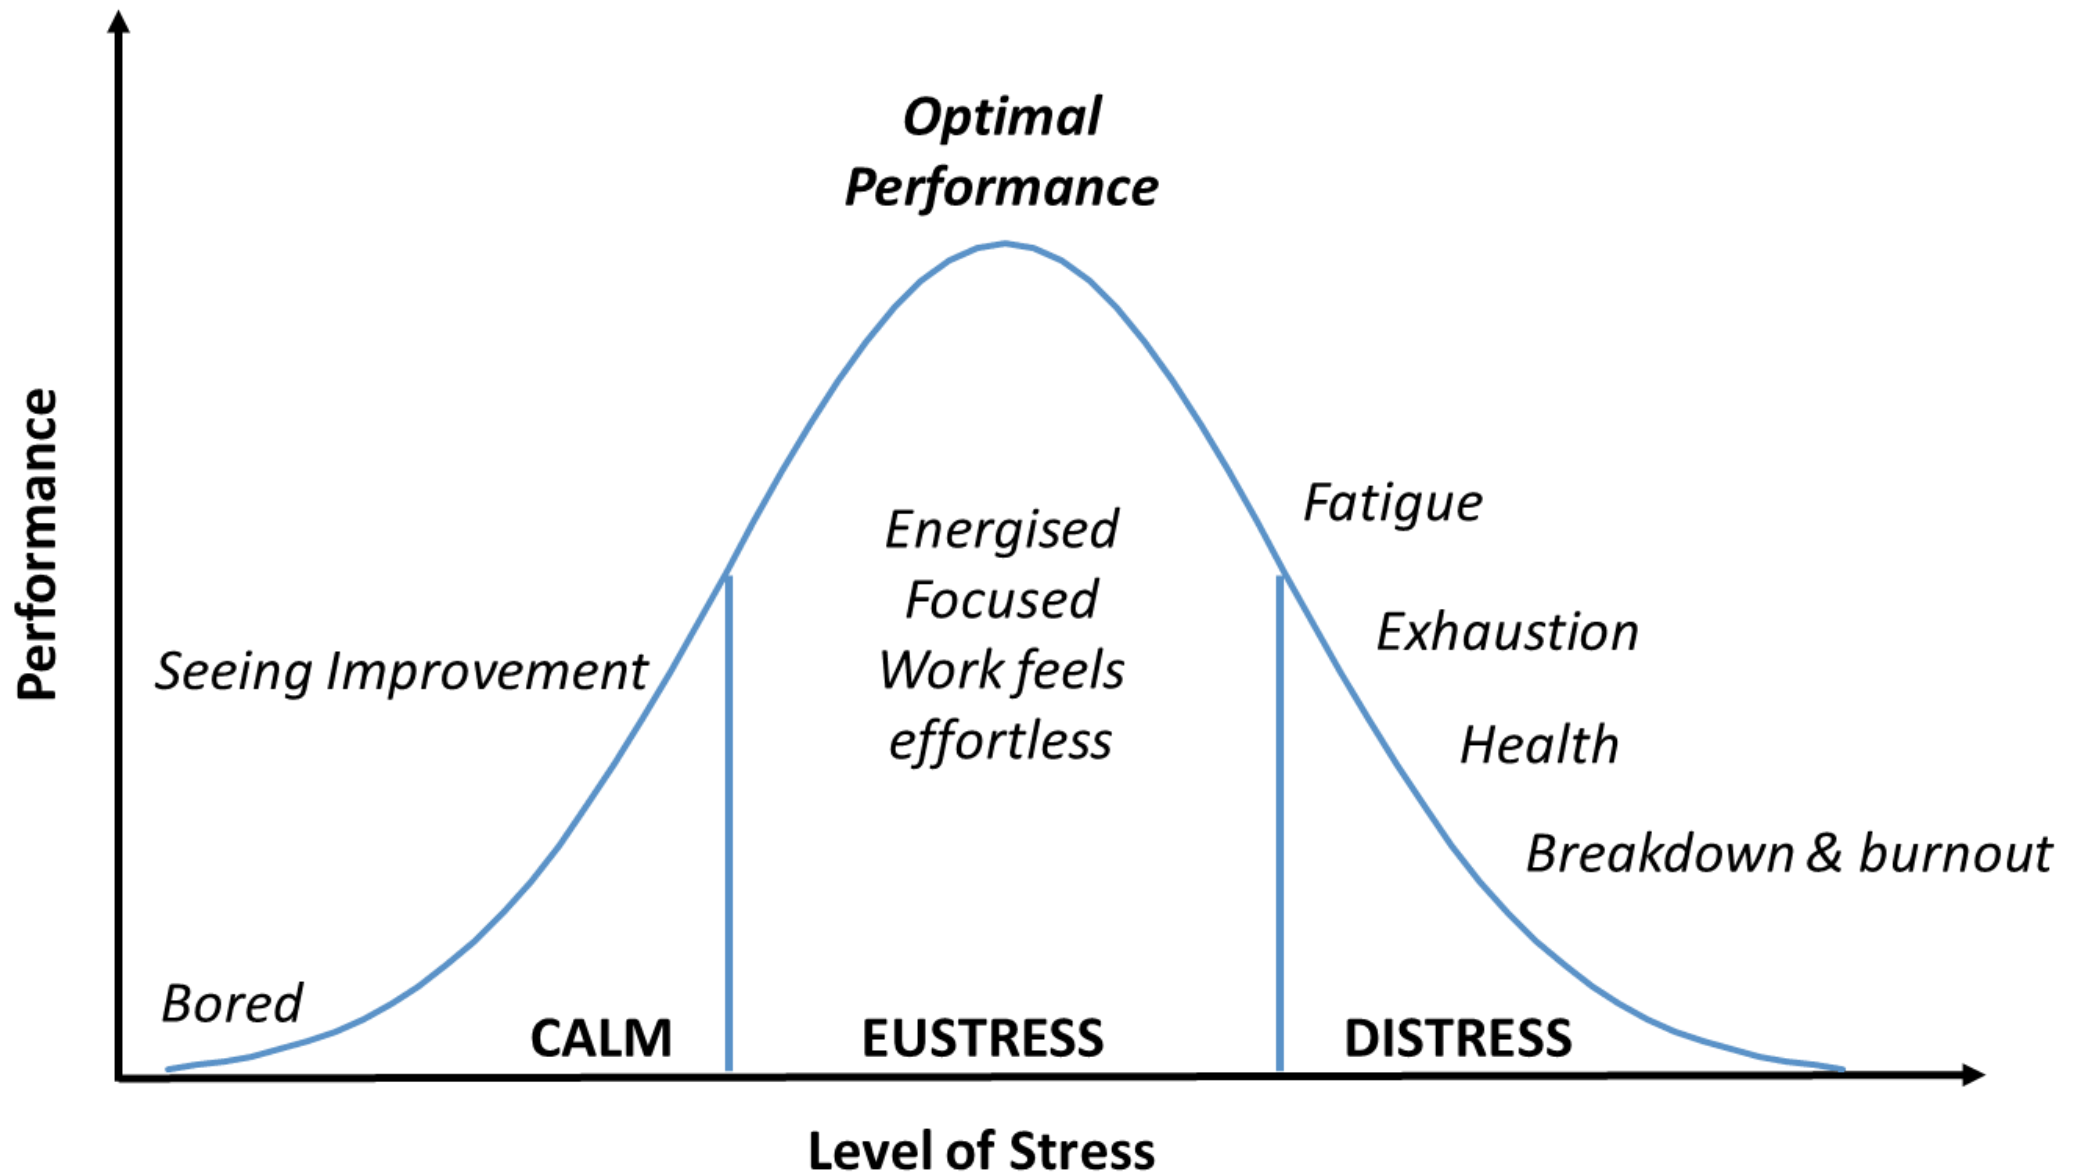 Optimal
Performance
Performance
Fatigue
Energised
Focused
Work feels
effortless
Exhaustion
Seeing Improvement
Health
Breakdown & burnout
Bored
CALM
EUSTRESS
DISTRESS
Level of Stress